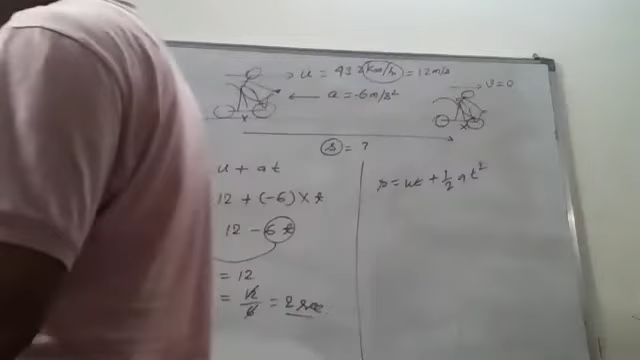 u = 43.2 km/h = 12 m/s
a = -6 m/s²
v = 0
s = ?
u + at
12 + (-6) × t
12 - 6t
= 12
= 12/6 = 2 sec
s = ut + 1/2 at²